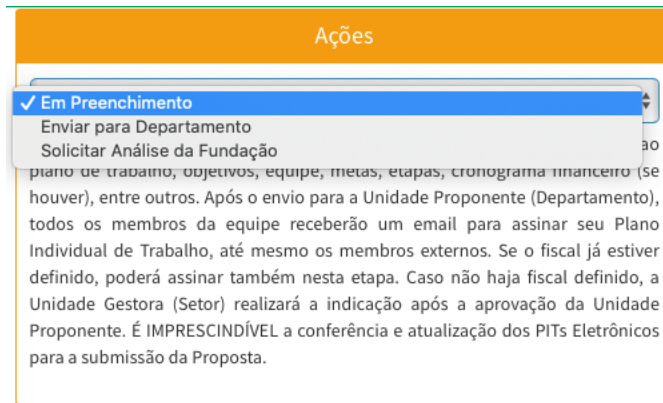 Ações
✓ Em Preenchimento
Enviar para Departamento
Solicitar Análise da Fundação
ao
plano de trabalho, objetivos, equipe, metas, etapas, cronograma financeiro (se
houver), entre outros. Após o envio para a Unidade Proponente (Departamento),
todos os membros da equipe receberão um email para assinar seu Plano
Individual de Trabalho, até mesmo os membros externos. Se o fiscal já estiver
definido, poderá assinar também nesta etapa. Caso não haja fiscal definido, a
Unidade Gestora (Setor) realizará a indicação após a aprovação da Unidade
Proponente. É IMPRESCINDÍVEL a conferência e atualização dos PITs Eletrônicos
para a submissão da Proposta.